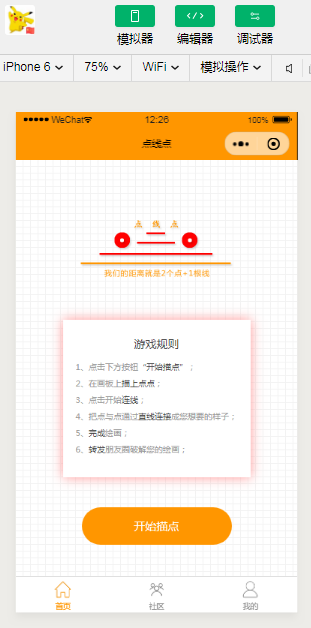 模拟器 编辑器 调试器
iPhone 6 75% WiFi 模拟操作
WeChat 12:26 100%
点线点
点 线 点
我们的距离就是2个点+1根线
游戏规则
1、点击下方按钮“开始描点”；
2、在画板上描上点点；
3、点击开始连线；
4、把点与点通过直线连接成您想要的样子；
5、完成绘画；
6、转发朋友圈破解您的绘画；
开始描点
首页 社区 我的